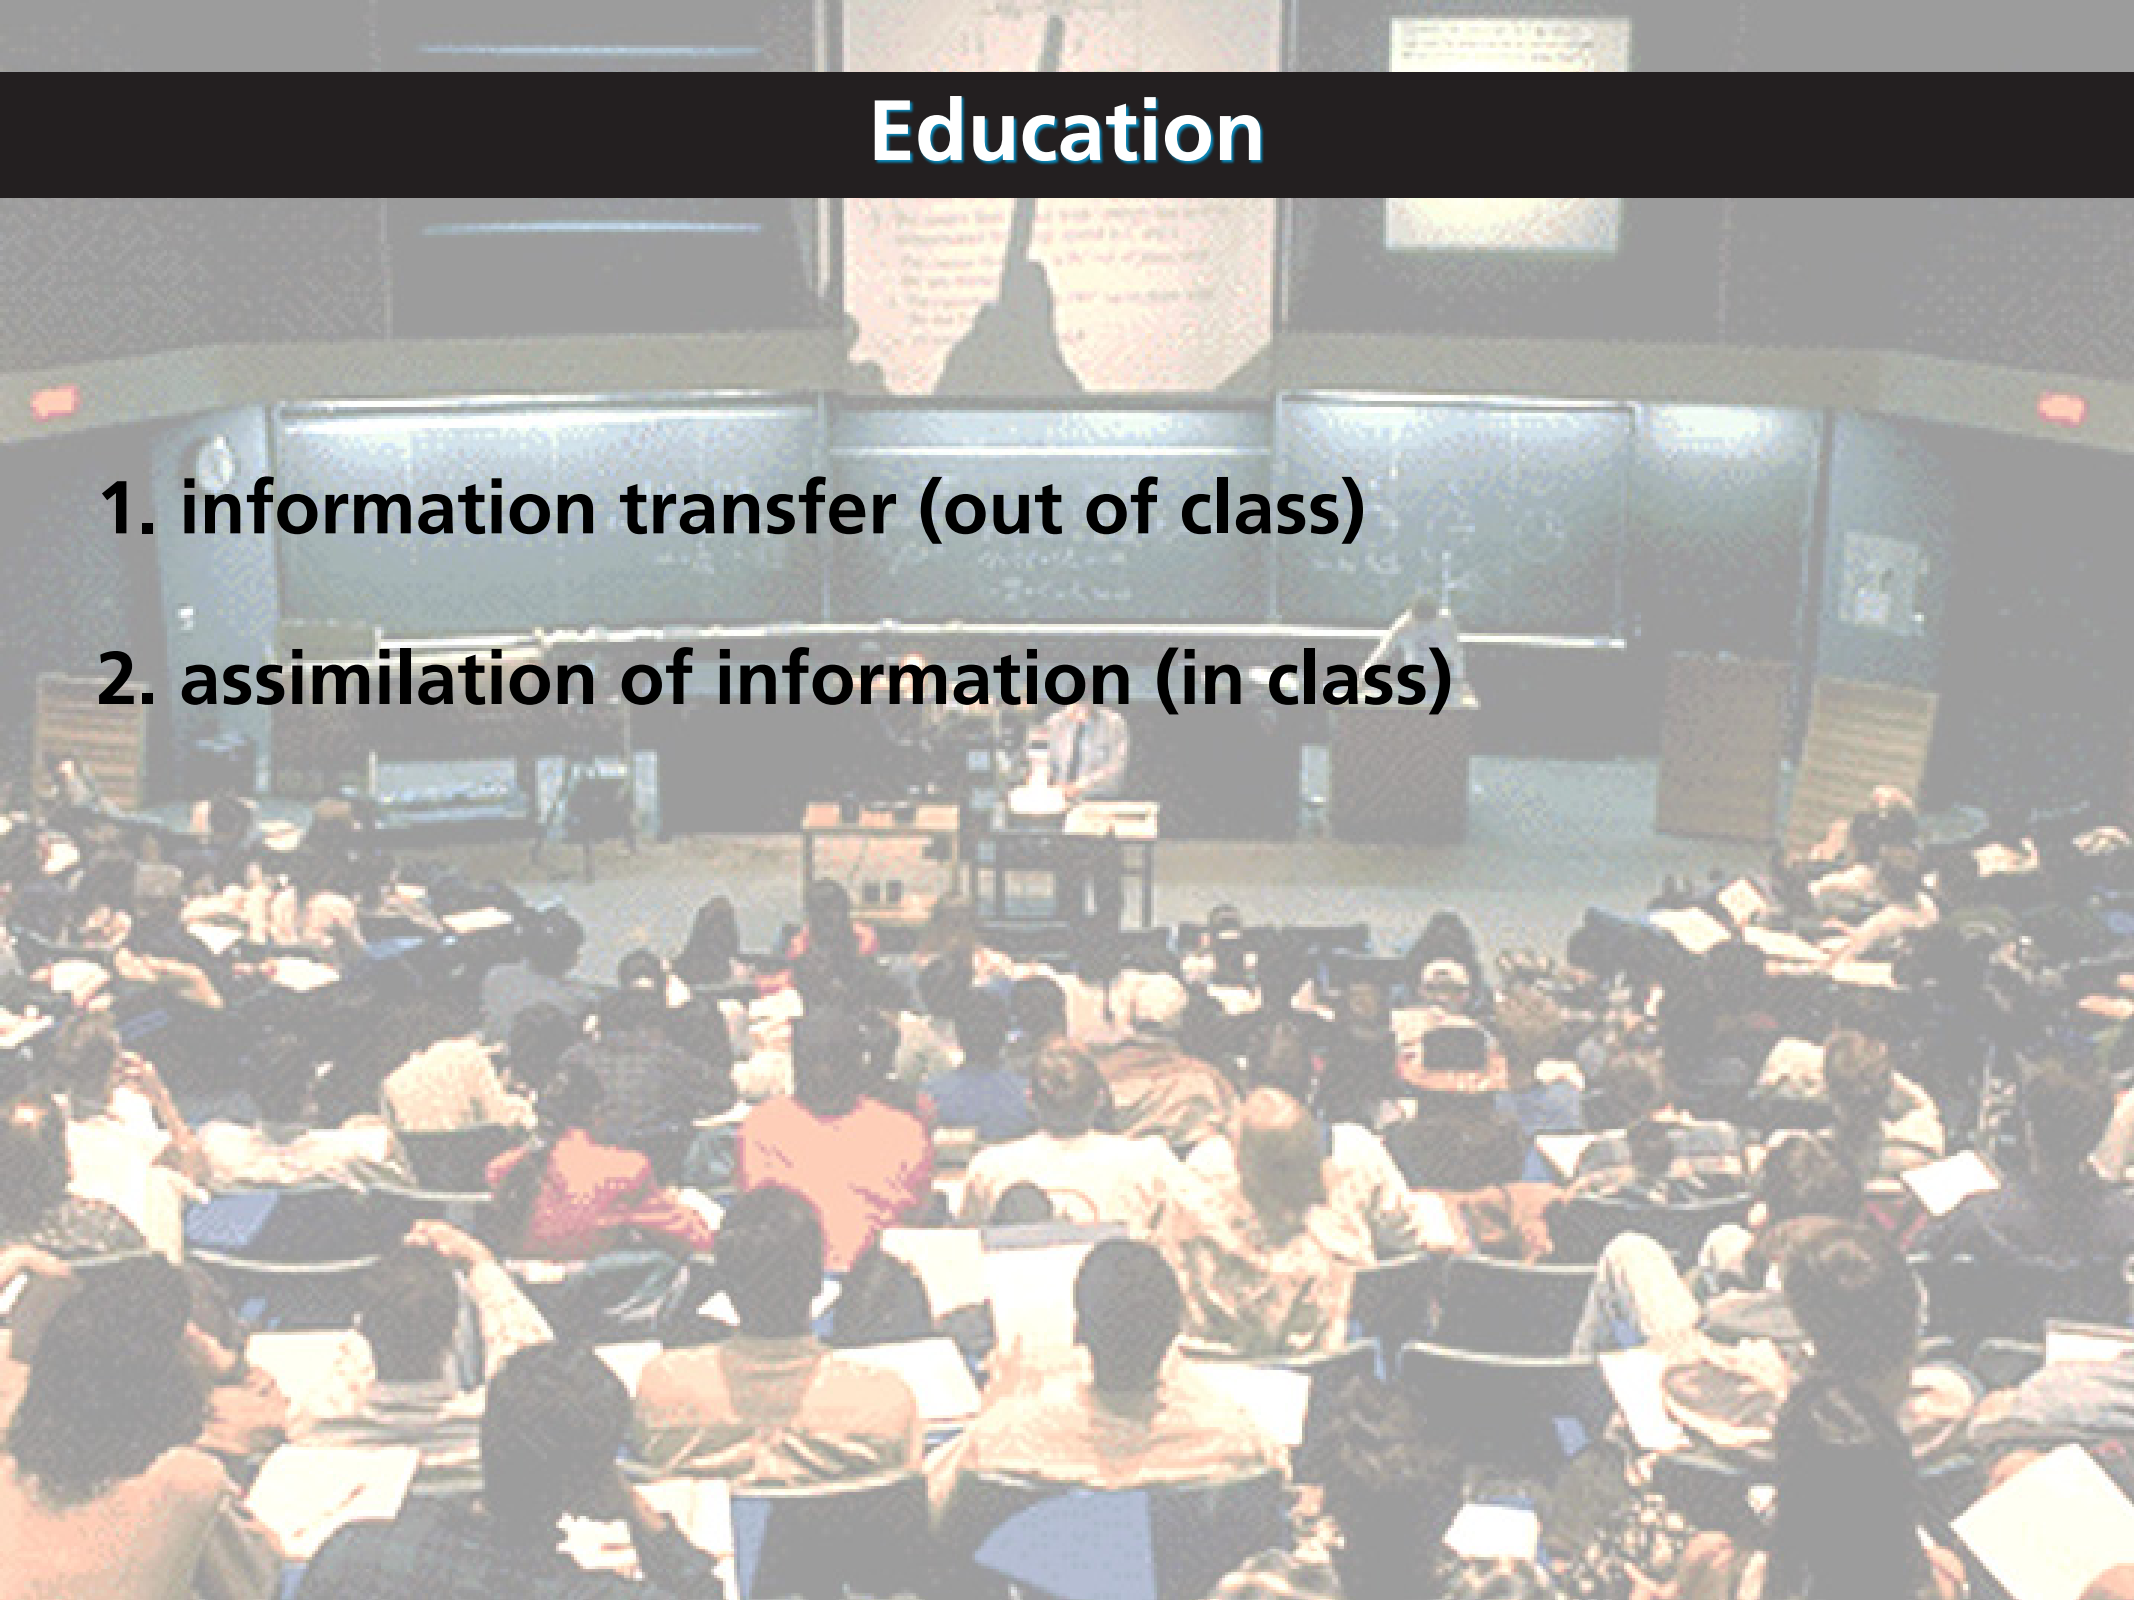 Education
1. information transfer (out of class)
2. assimilation of information (in class)